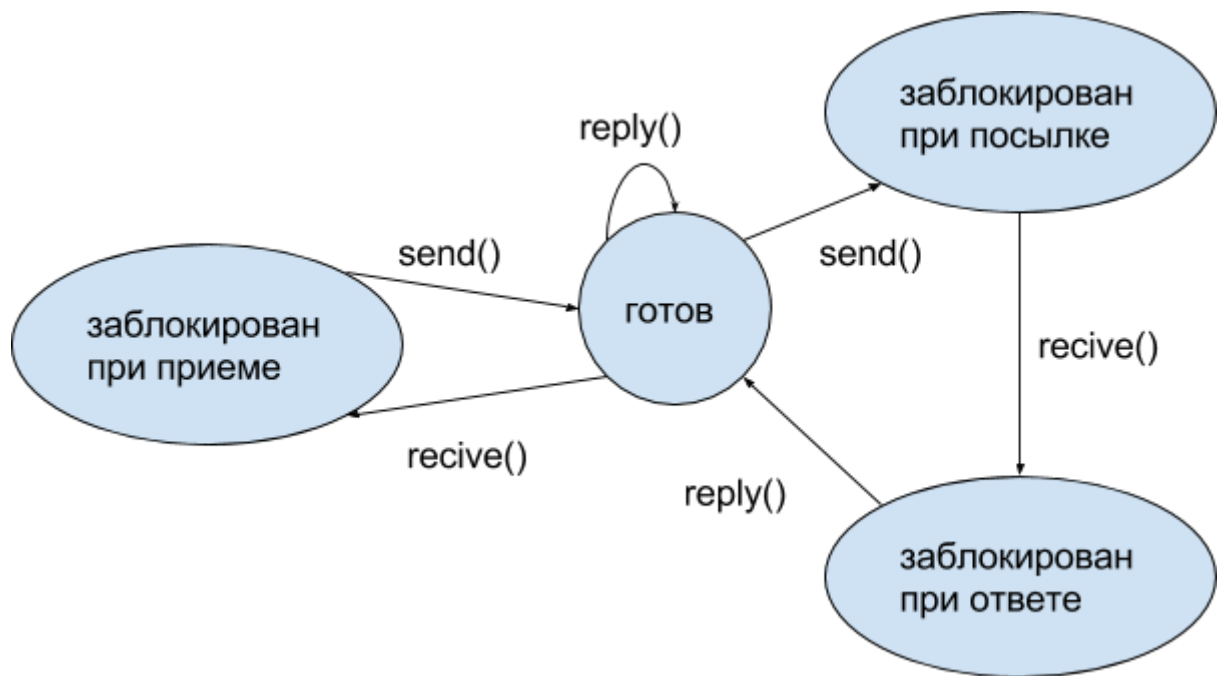 заблокирован
при посылке
reply()
send()
send()
готов
заблокирован
при приеме
recive()
recive()
reply()
заблокирован
при ответе